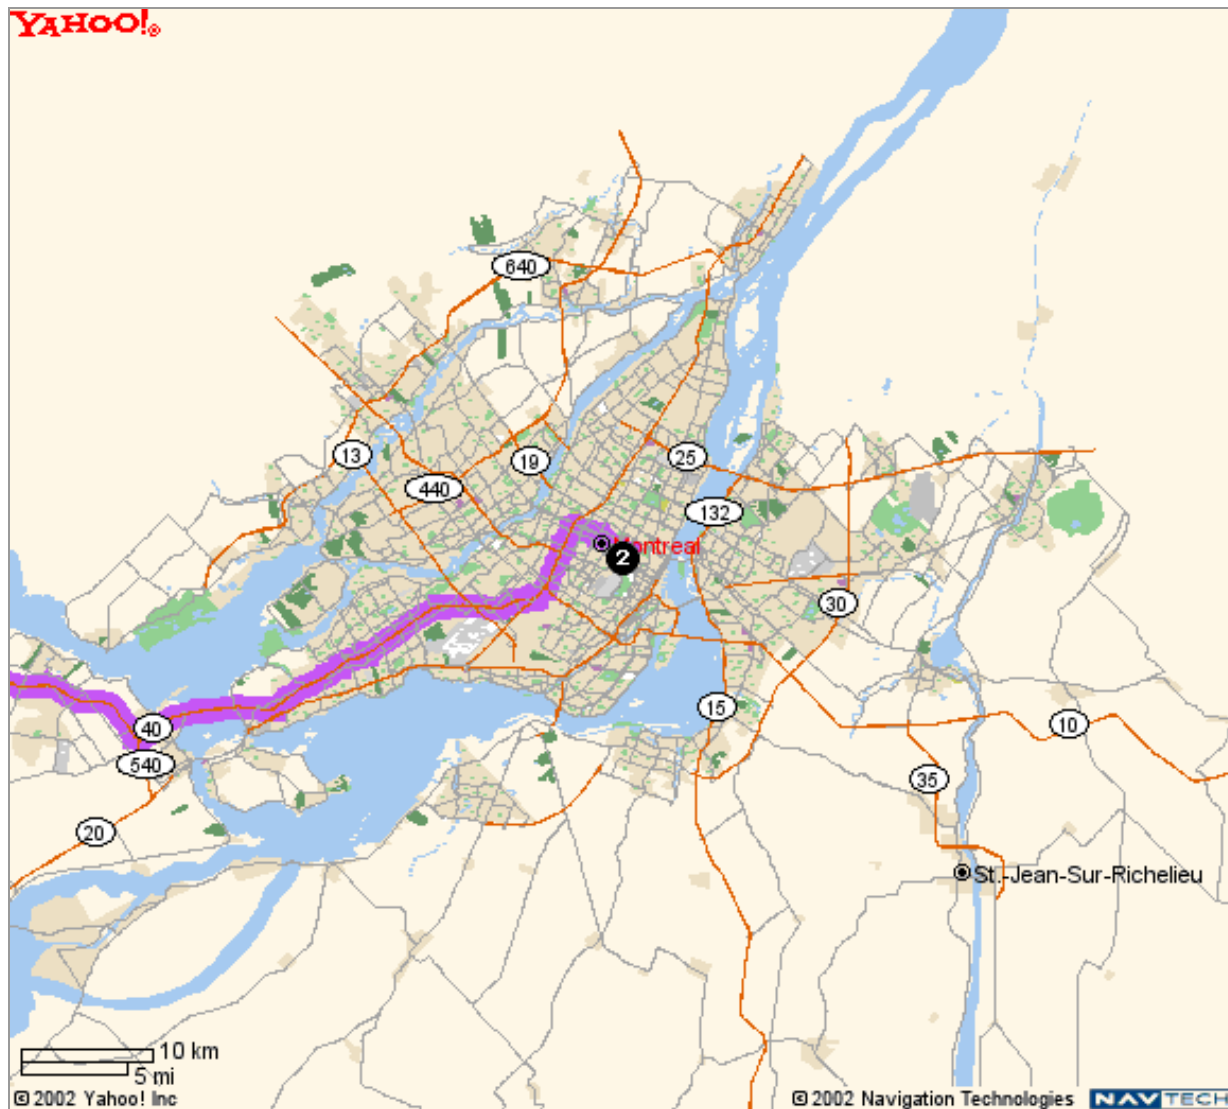 YAHOO!®
640
13
19
25
440
132
Montreal
2
30
15
40
10
540
35
20
St.-Jean-Sur-Richelieu
10 km
5 mi
© 2002 Yahoo! Inc
© 2002 Navigation Technologies
NAVTECH